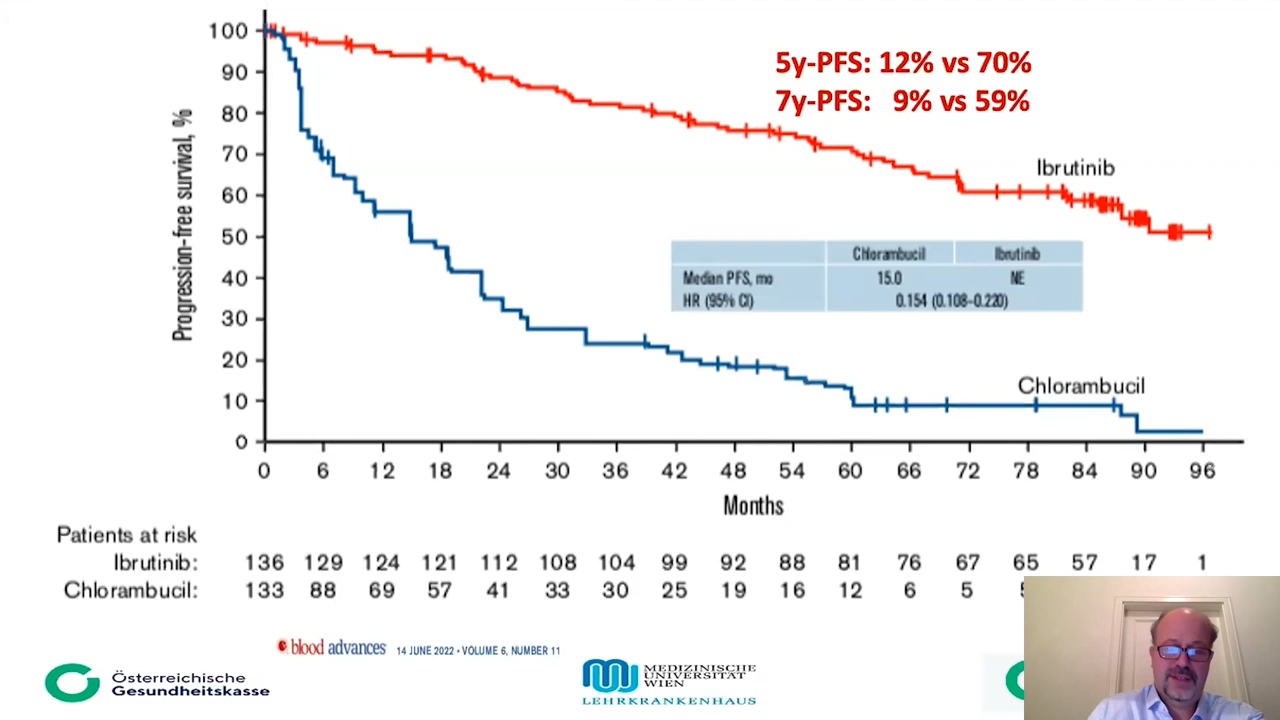 5y-PFS: 12% vs 70%
7y-PFS: 9% vs 59%
Progression-free survival, %
100
90
80
70
60
50
40
30
20
10
0
Ibrutinib
Chlorambucil Ibrutinib
Median PFS, mo 15.0 NE
HR (95% CI) 0.154 (0.108–0.220)
Chlorambucil
0 6 12 18 24 30 36 42 48 54 60 66 72 78 84 90 96
Months
Patients at risk
Ibrutinib: 136 129 124 121 112 108 104 99 92 88 81 76 67 65 57 17 1
Chlorambucil: 133 88 69 57 41 33 30 25 19 16 12 6 5
blood advances 14 JUNE 2022 • VOLUME 6, NUMBER 11
Österreichische
Gesundheitskasse
MEDIZINISCHE
UNIVERSITÄT
WIEN
LEHRKRANKENHAUS